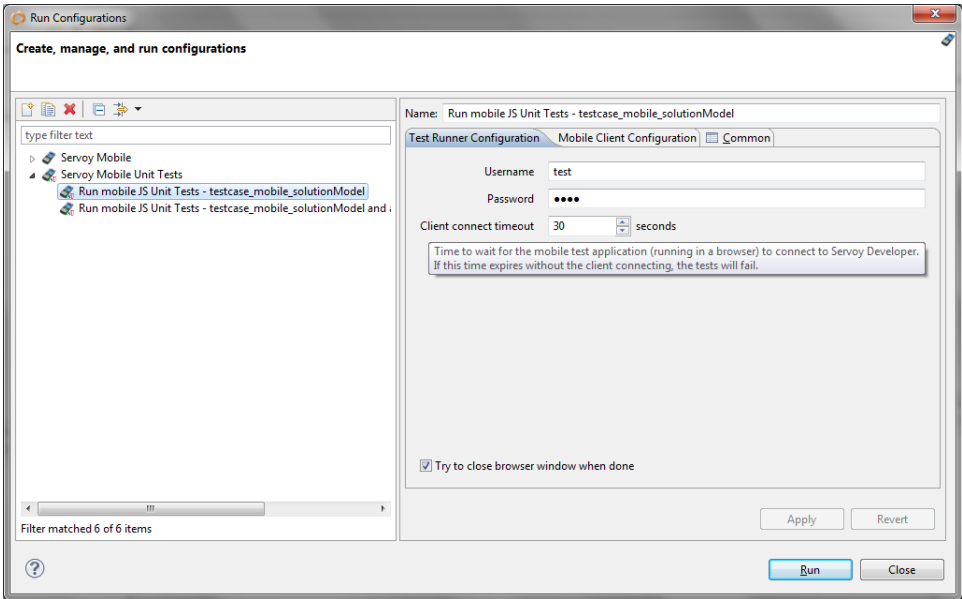 Run Configurations
Create, manage, and run configurations
type filter text
Servoy Mobile
Servoy Mobile Unit Tests
Run mobile JS Unit Tests - testcase_mobile_solutionModel
Run mobile JS Unit Tests - testcase_mobile_solutionModel and
Filter matched 6 of 6 items
Name: Run mobile JS Unit Tests - testcase_mobile_solutionModel
Test Runner Configuration Mobile Client Configuration Common
Username test
Password ••••
Client connect timeout 30 seconds
Time to wait for the mobile test application (running in a browser) to connect to Servoy Developer.
If this time expires without the client connecting, the tests will fail.
Try to close browser window when done
Apply Revert
Run Close